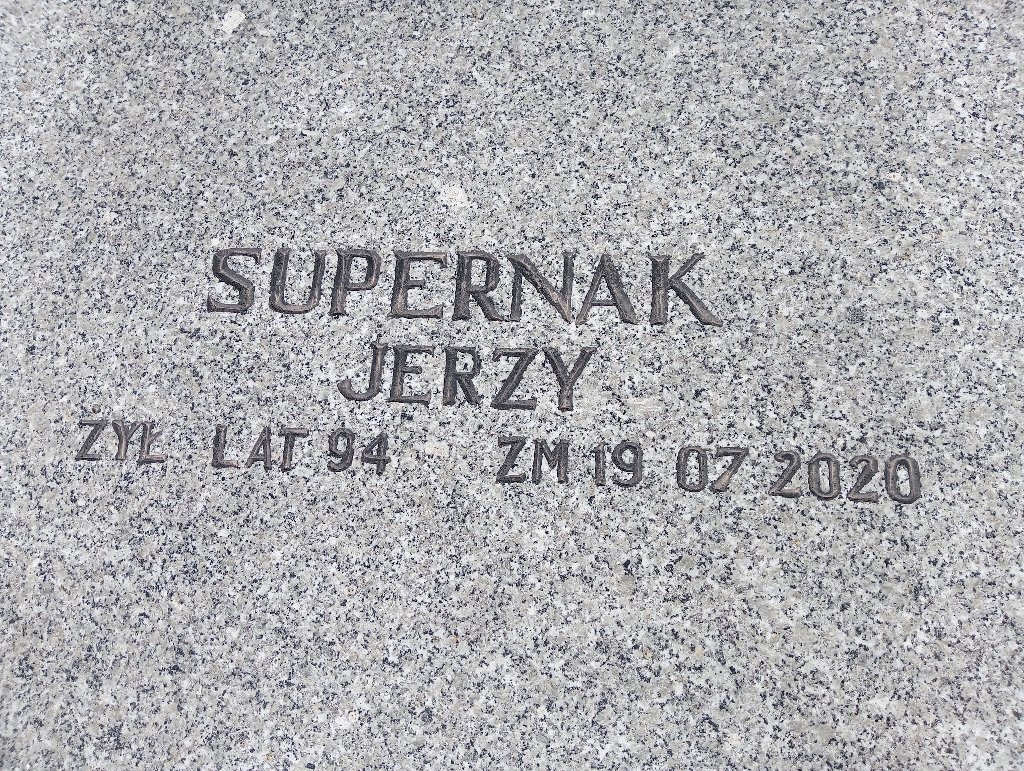 SUPERNAK
JERZY
ŻYŁ LAT 94 ZM 19 07 2020